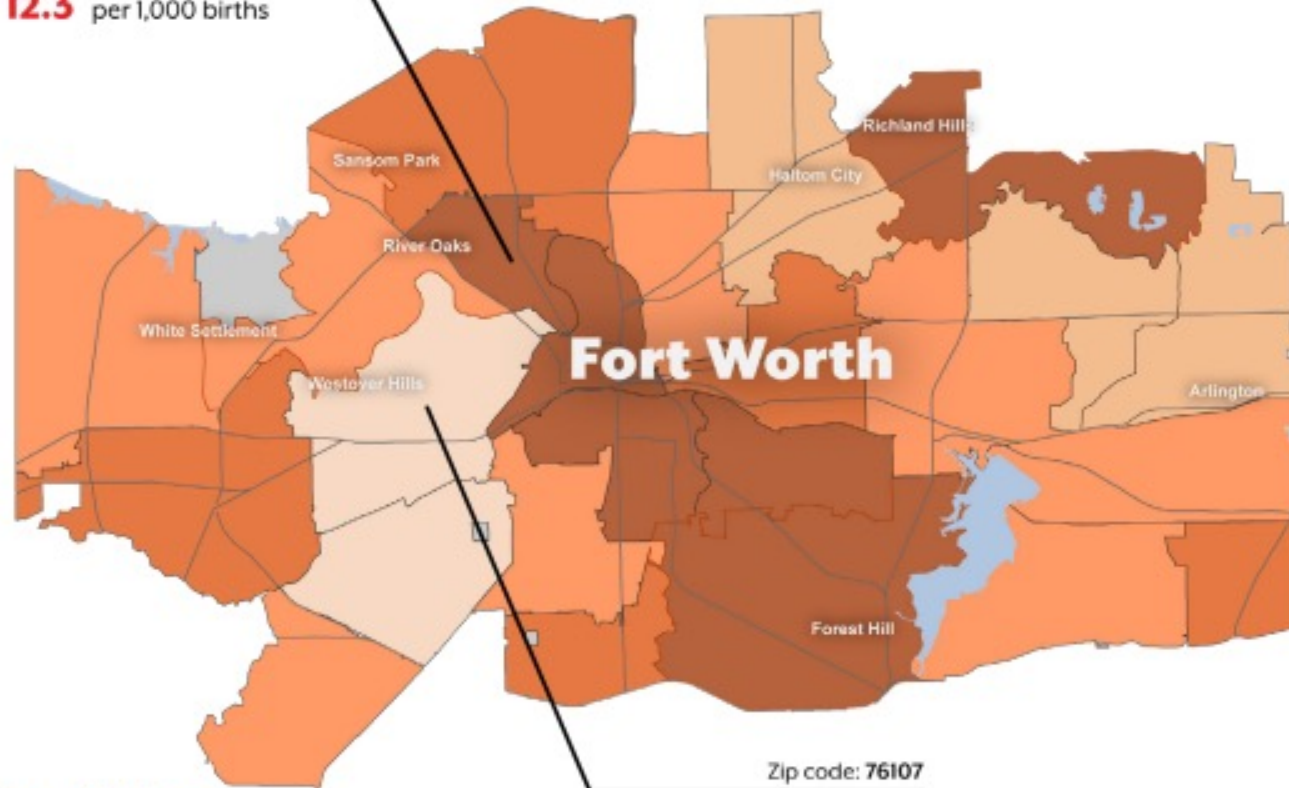 12.3 per 1,000 births
Richland Hills
Sansom Park
Haltom City
River Oaks
White Settlement
Fort Worth
Westover Hills
Arlington
Forest Hill
Zip code: 76107